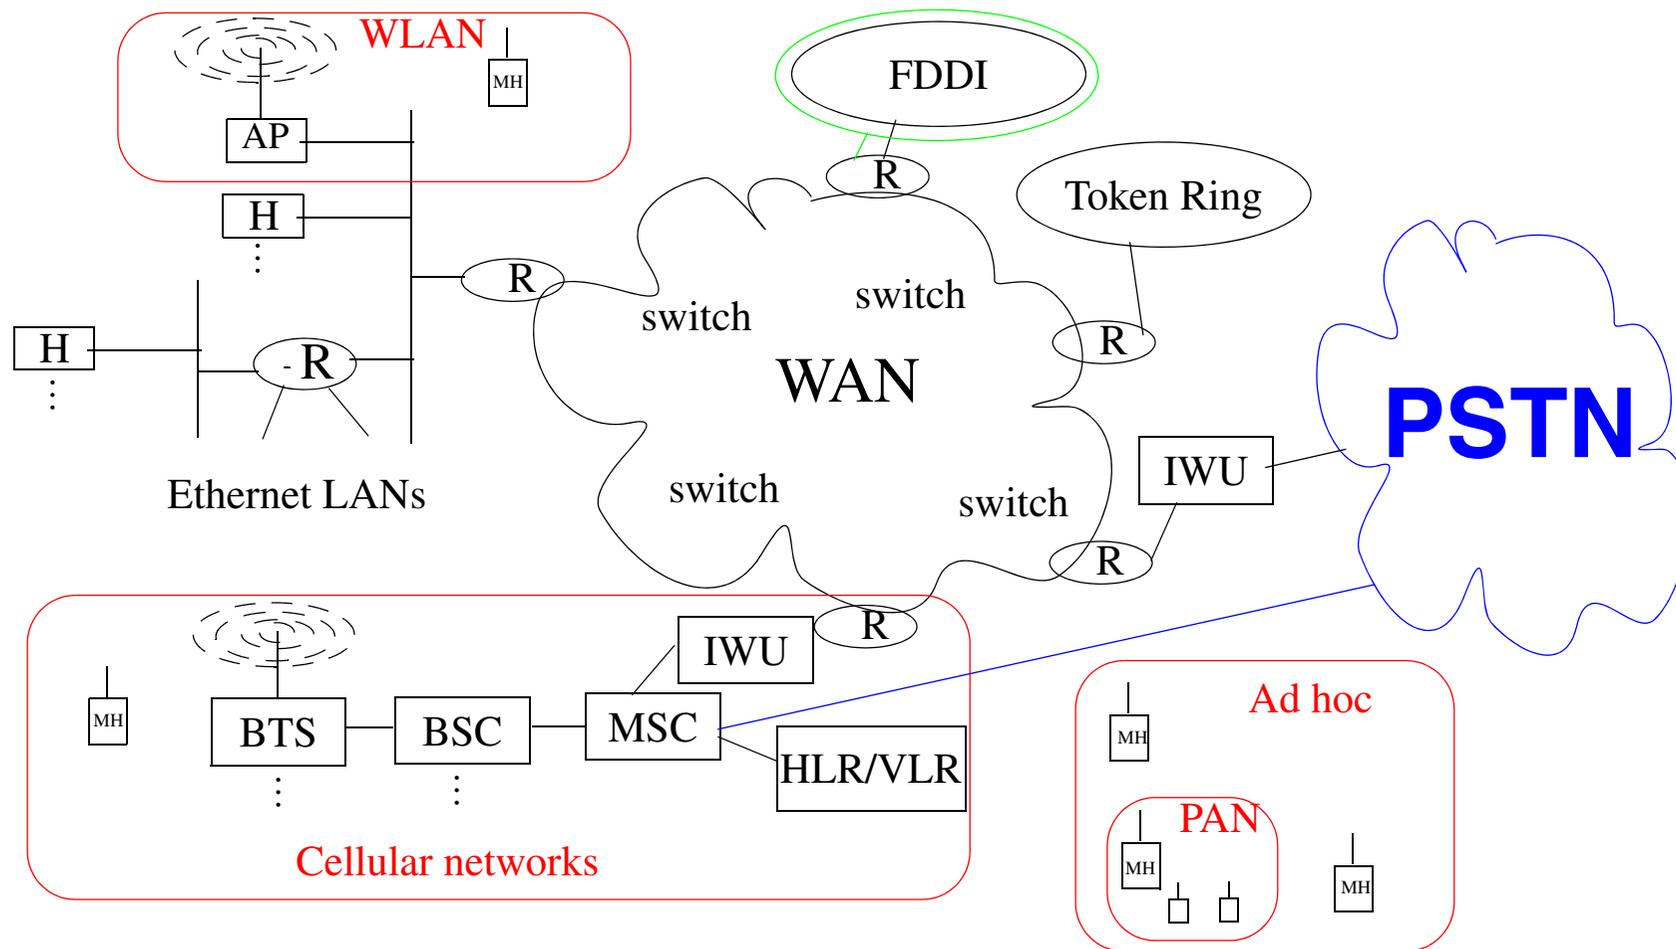 WLAN
MH
AP
H
H
- R
Ethernet LANs
R
FDDI
R
Token Ring
R
switch
switch
WAN
switch
switch
PSTN
IWU
R
R
IWU
MH
BTS
BSC
MSC
HLR/VLR
Cellular networks
Ad hoc
MH
PAN
MH
MH